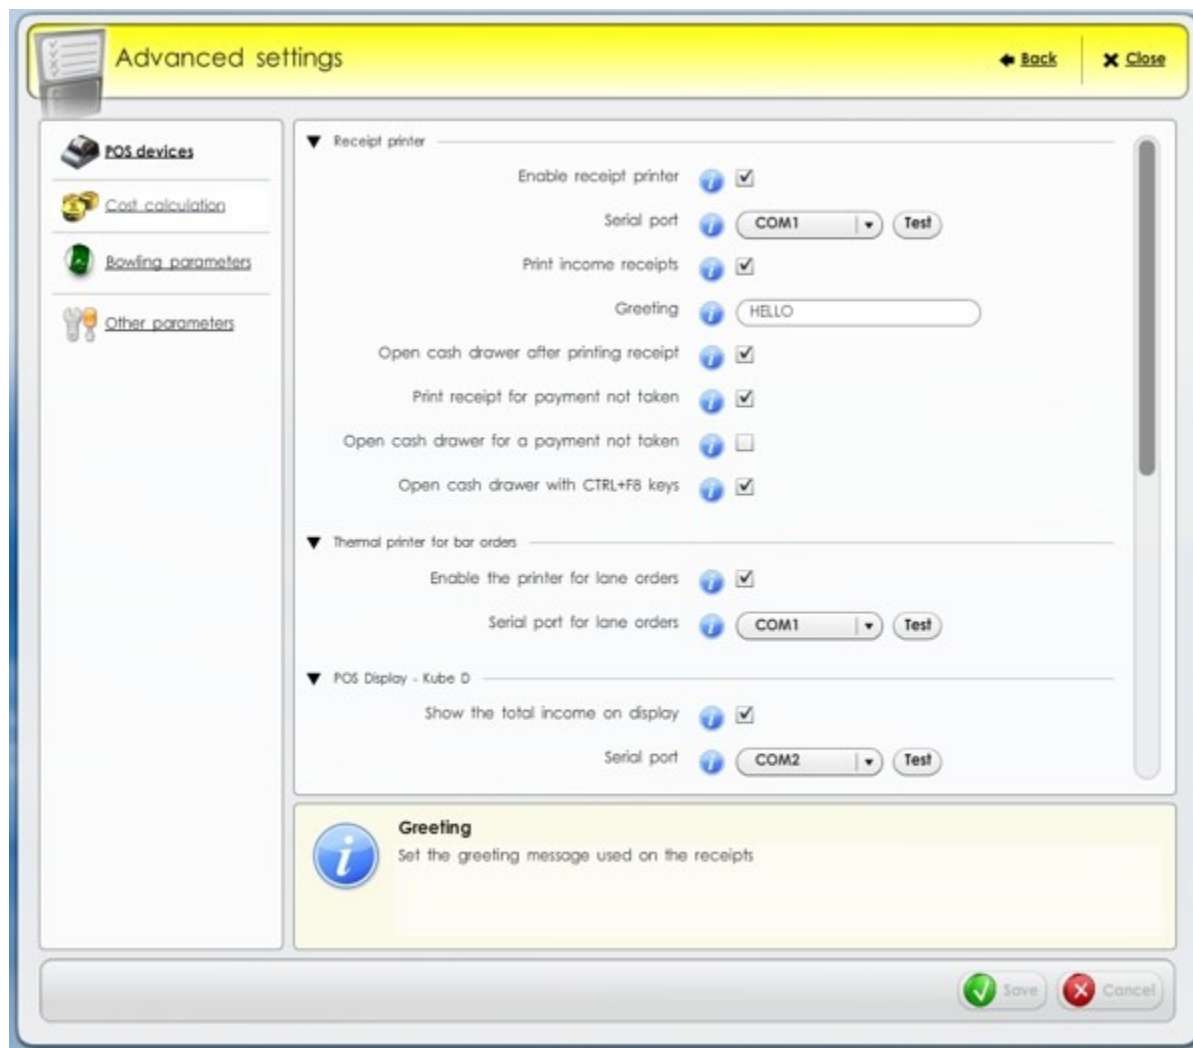 Advanced settings
Back
Close
POS devices
Cost calculation
Bowling parameters
Other parameters
Receipt printer
Enable receipt printer
Serial port COM1 Test
Print income receipts
Greeting HELLO
Open cash drawer after printing receipt
Print receipt for payment not taken
Open cash drawer for a payment not taken
Open cash drawer with CTRL+F8 keys
Thermal printer for bar orders
Enable the printer for lane orders
Serial port for lane orders COM1 Test
POS Display - Kube D
Show the total income on display
Serial port COM2 Test
Greeting
Set the greeting message used on the receipts
Save
Cancel